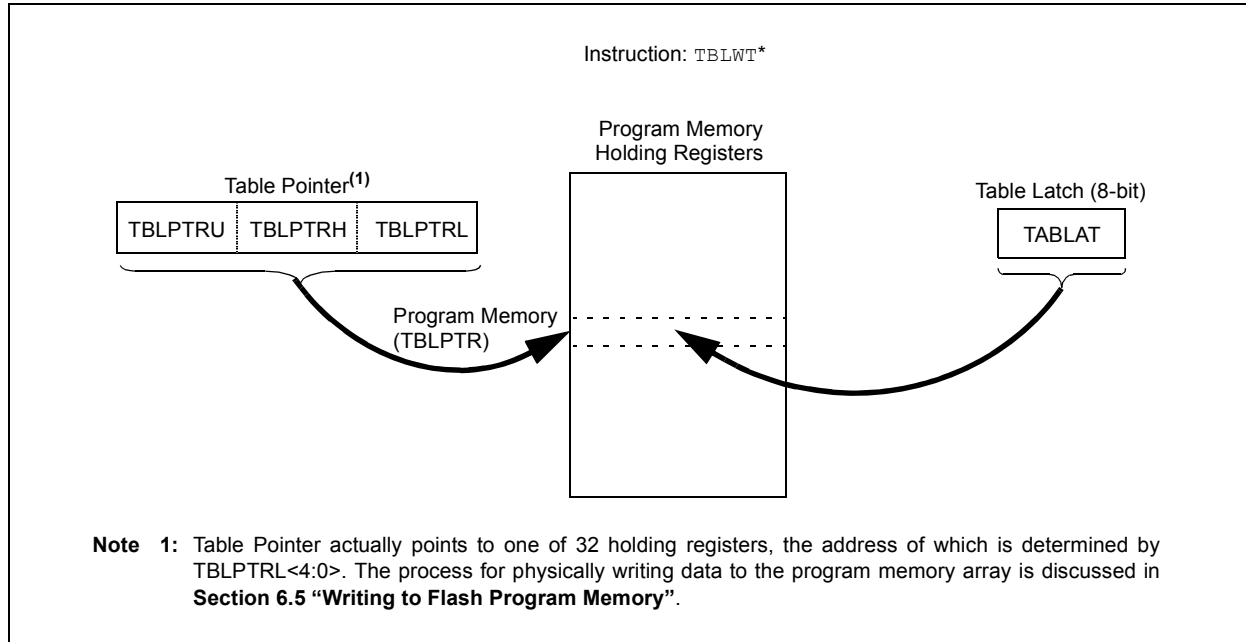 Instruction: TBLWT*
Program Memory
Holding Registers
Table Pointer(1)
Table Latch (8-bit)
TBLPTRU TBLPTRH TBLPTRL
TABLAT
Program Memory
(TBLPTR)
Note 1: Table Pointer actually points to one of 32 holding registers, the address of which is determined by
TBLPTRL<4:0>. The process for physically writing data to the program memory array is discussed in
Section 6.5 “Writing to Flash Program Memory”.